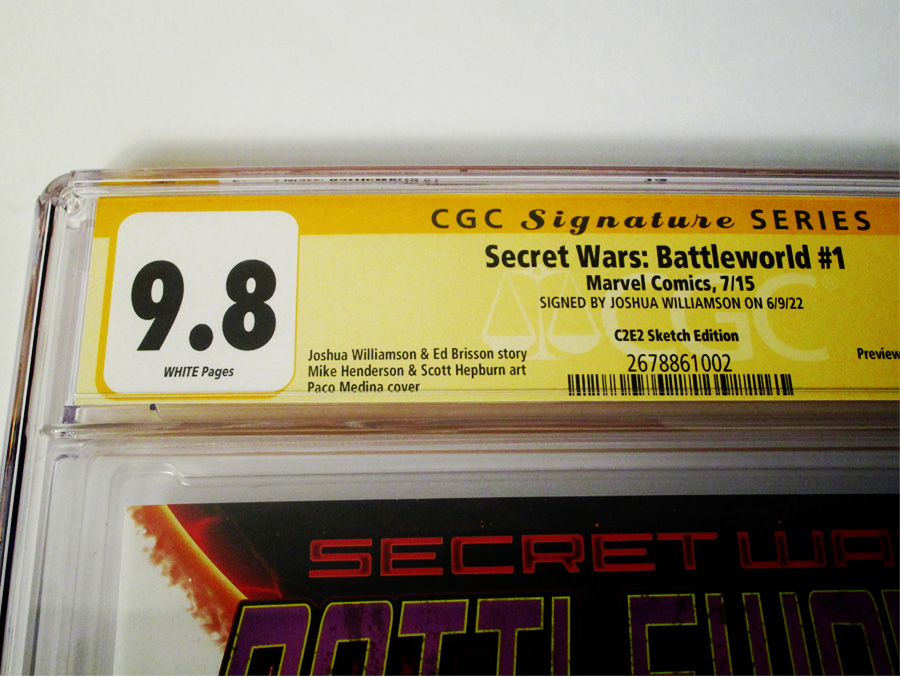 CGC Signature SERIES
9.8
WHITE Pages
Secret Wars: Battleworld #1
Marvel Comics, 7/15
SIGNED BY JOSHUA WILLIAMSON ON 6/9/22
CGC
C2E2 Sketch Edition
2678861002
Joshua Williamson & Ed Brisson story
Mike Henderson & Scott Hepburn art
Paco Medina cover
Preview
SECRET WA
BATTLEWO